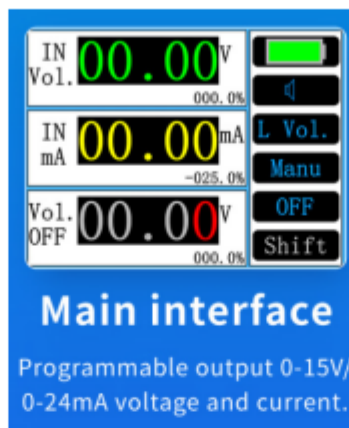 IN Vol. 00.00 V
000.0%
IN mA 00.00 mA
-025.0%
Vol. OFF 00.00 V
000.0%
L Vol.
Manu
OFF
Shift
Main interface
Programmable output 0-15V/
0-24mA voltage and current.